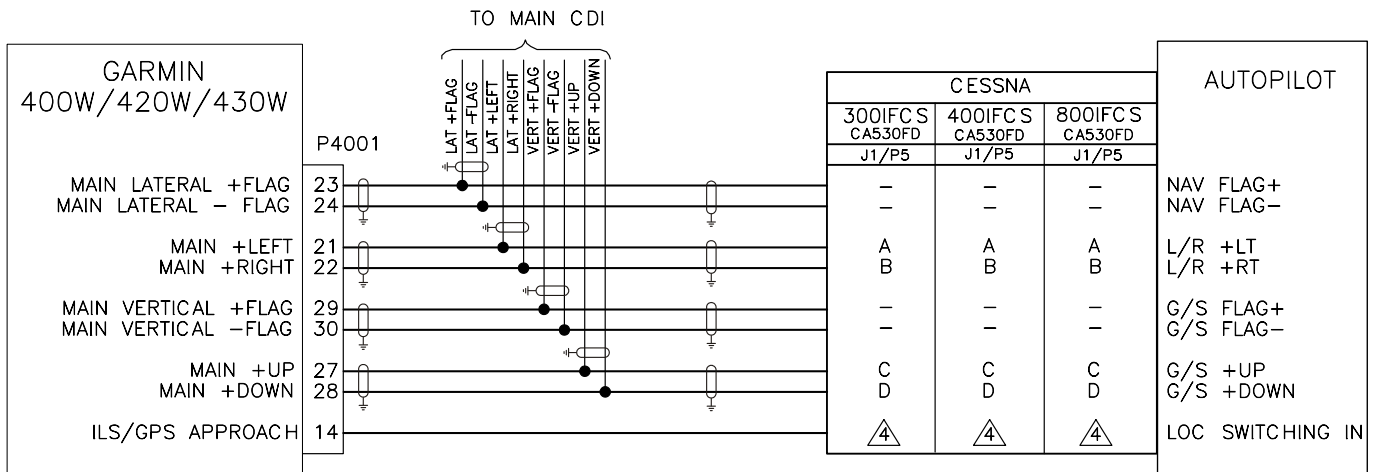 TO MAIN CDI
GARMIN
400W/420W/430W
P4001
LAT +FLAG
LAT -FLAG
LAT +LEFT
LAT +RIGHT
VERT +FLAG
VERT -FLAG
VERT +UP
VERT +DOWN
CESSNA
300IFCS 400IFCS 800IFCS
CA530FD CA530FD CA530FD
J1/P5 J1/P5 J1/P5
AUTOPILOT
MAIN LATERAL +FLAG 23 - - - NAV FLAG+
MAIN LATERAL - FLAG 24 - - - NAV FLAG-
MAIN +LEFT 21 A A A L/R +LT
MAIN +RIGHT 22 B B B L/R +RT
MAIN VERTICAL +FLAG 29 - - - G/S FLAG+
MAIN VERTICAL -FLAG 30 - - - G/S FLAG-
MAIN +UP 27 C C C G/S +UP
MAIN +DOWN 28 D D D G/S +DOWN
ILS/GPS APPROACH 14 4 4 4 LOC SWITCHING IN